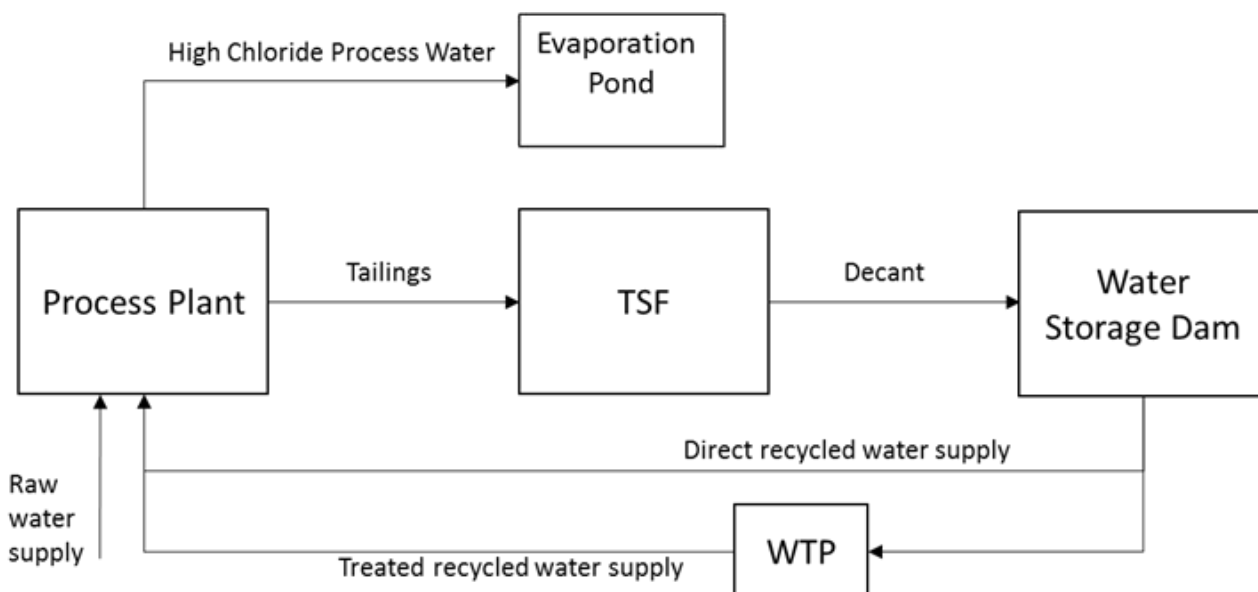 High Chloride Process Water
Evaporation
Pond
Process Plant
Tailings
TSF
Decant
Water
Storage Dam
Direct recycled water supply
Raw
water
supply
Treated recycled water supply
WTP